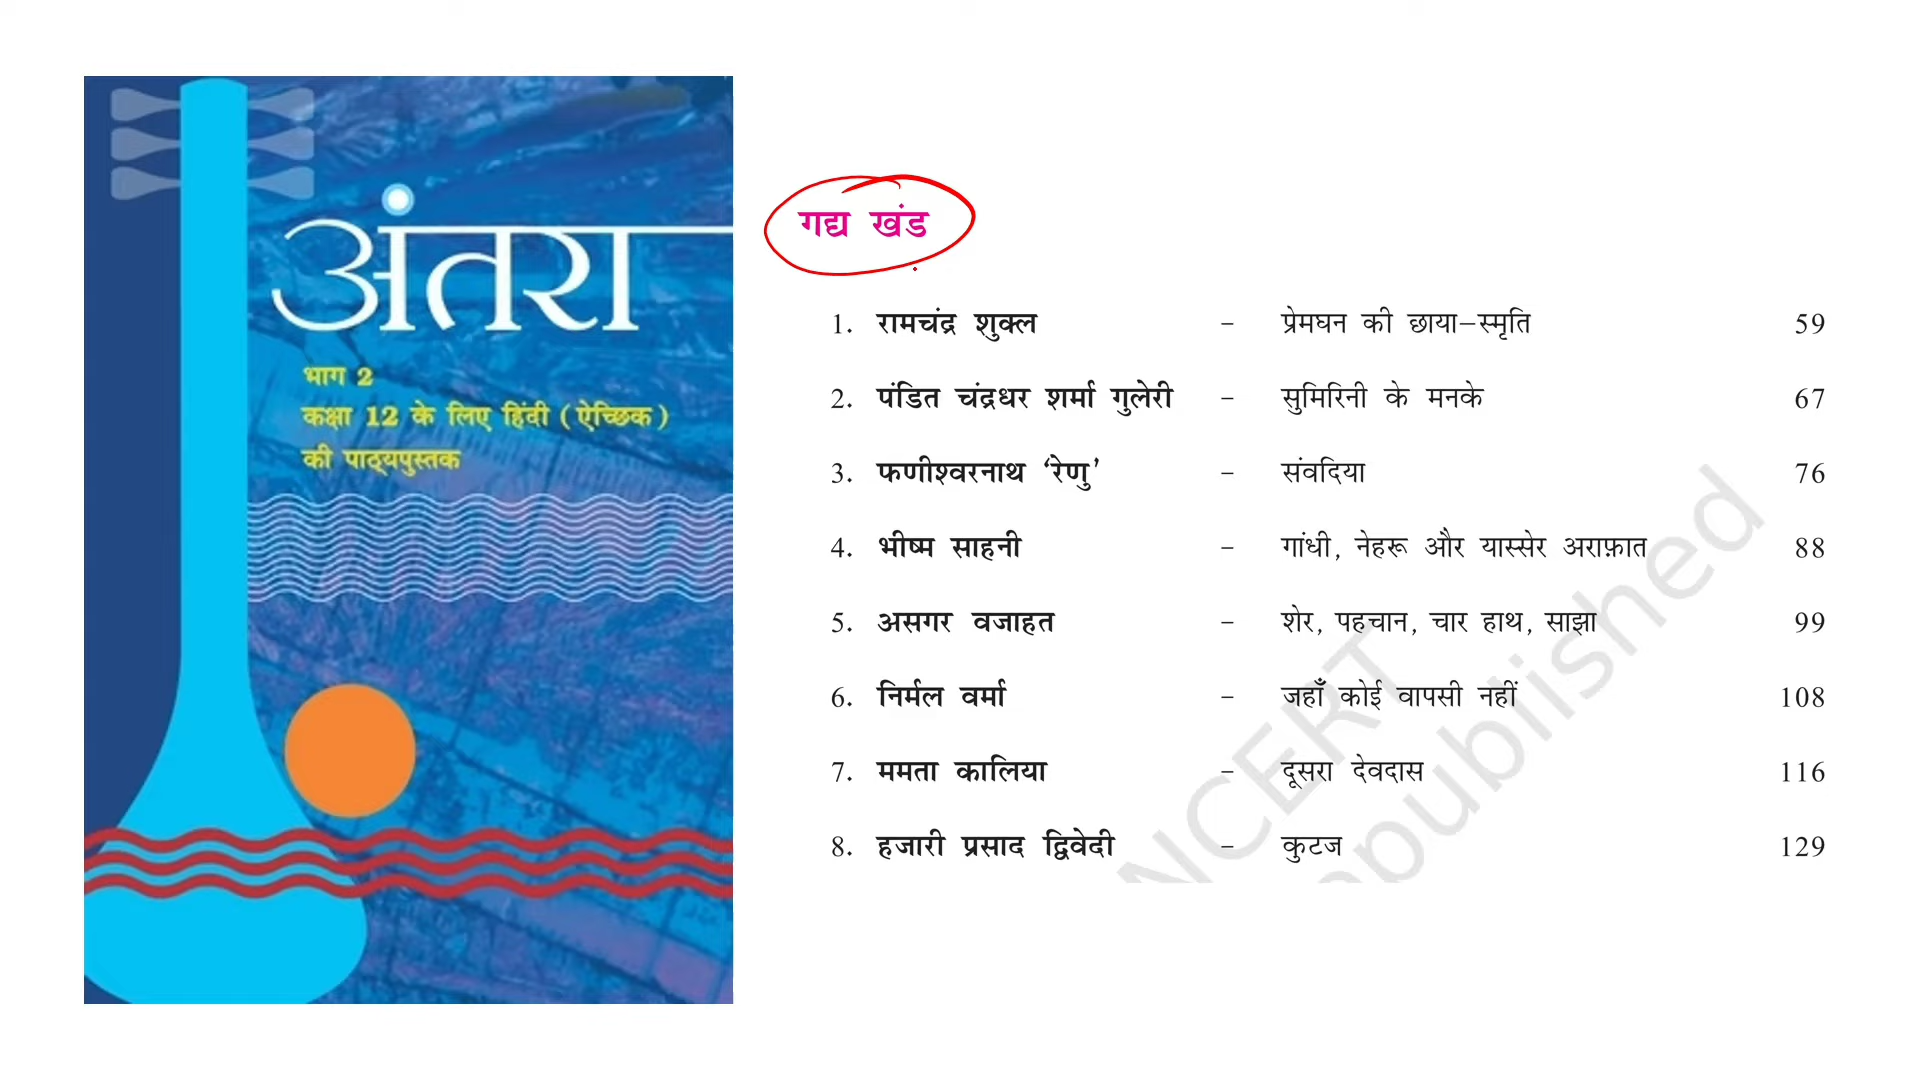 अंतरा
भाग 2
कक्षा 12 के लिए हिंदी (ऐच्छिक)
की पाठ्यपुस्तक
गद्य खंड
1. रामचंद्र शुक्ल - प्रेमघन की छाया-स्मृति 59
2. पंडित चंद्रधर शर्मा गुलेरी - सुमिरिनी के मनके 67
3. फणीश्वरनाथ ‘रेणु’ - संवदिया 76
4. भीष्म साहनी - गांधी, नेहरू और यास्सेर अराफ़ात 88
5. असगर वजाहत - शेर, पहचान, चार हाथ, साझा 99
6. निर्मल वर्मा - जहाँ कोई वापसी नहीं 108
7. ममता कालिया - दूसरा देवदास 116
8. हजारी प्रसाद द्विवेदी - कुटज 129
NCERT
published